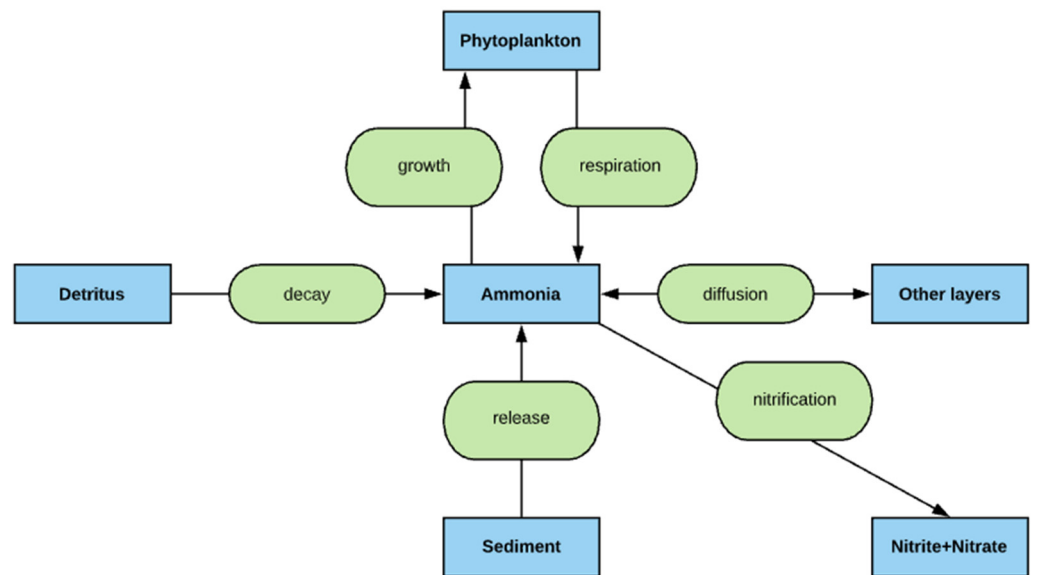 Phytoplankton
growth
respiration
Detritus
decay
Ammonia
diffusion
Other layers
nitrification
release
Sediment
Nitrite+Nitrate